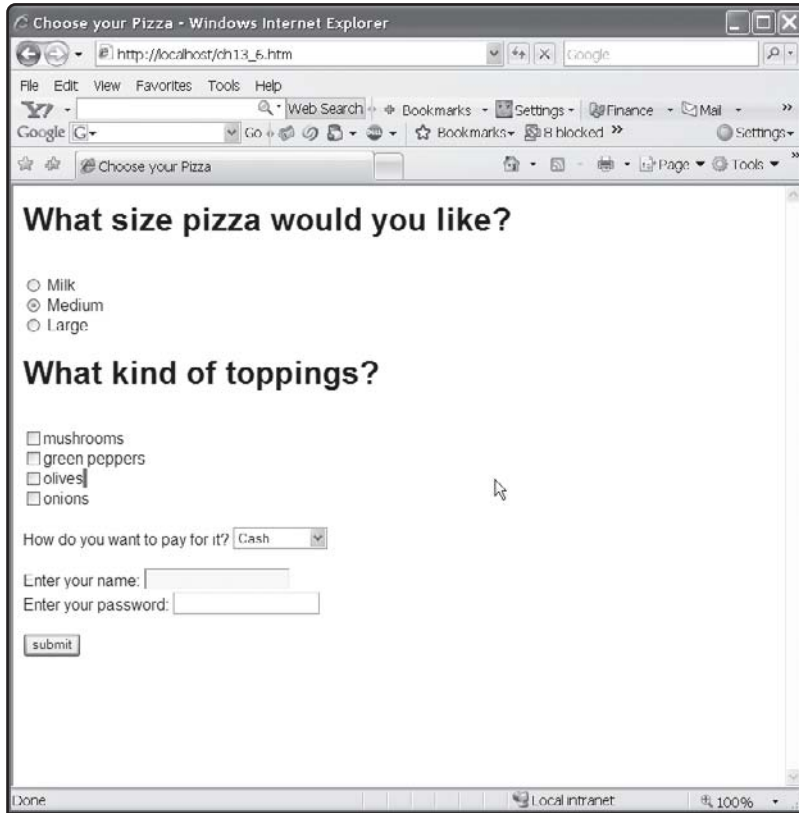 Choose your Pizza - Windows Internet Explorer
http://localhost/ch13_6.htm
Google
File Edit View Favorites Tools Help
Y7 - Web Search Bookmarks Settings Finance Mail »
Google G Go Bookmarks 8 blocked » Settings
Choose your Pizza Page Tools »
What size pizza would you like?
Milk
Medium
Large
What kind of toppings?
mushrooms
green peppers
olives
onions
How do you want to pay for it? Cash
Enter your name:
Enter your password:
submit
Done Local intranet 100%